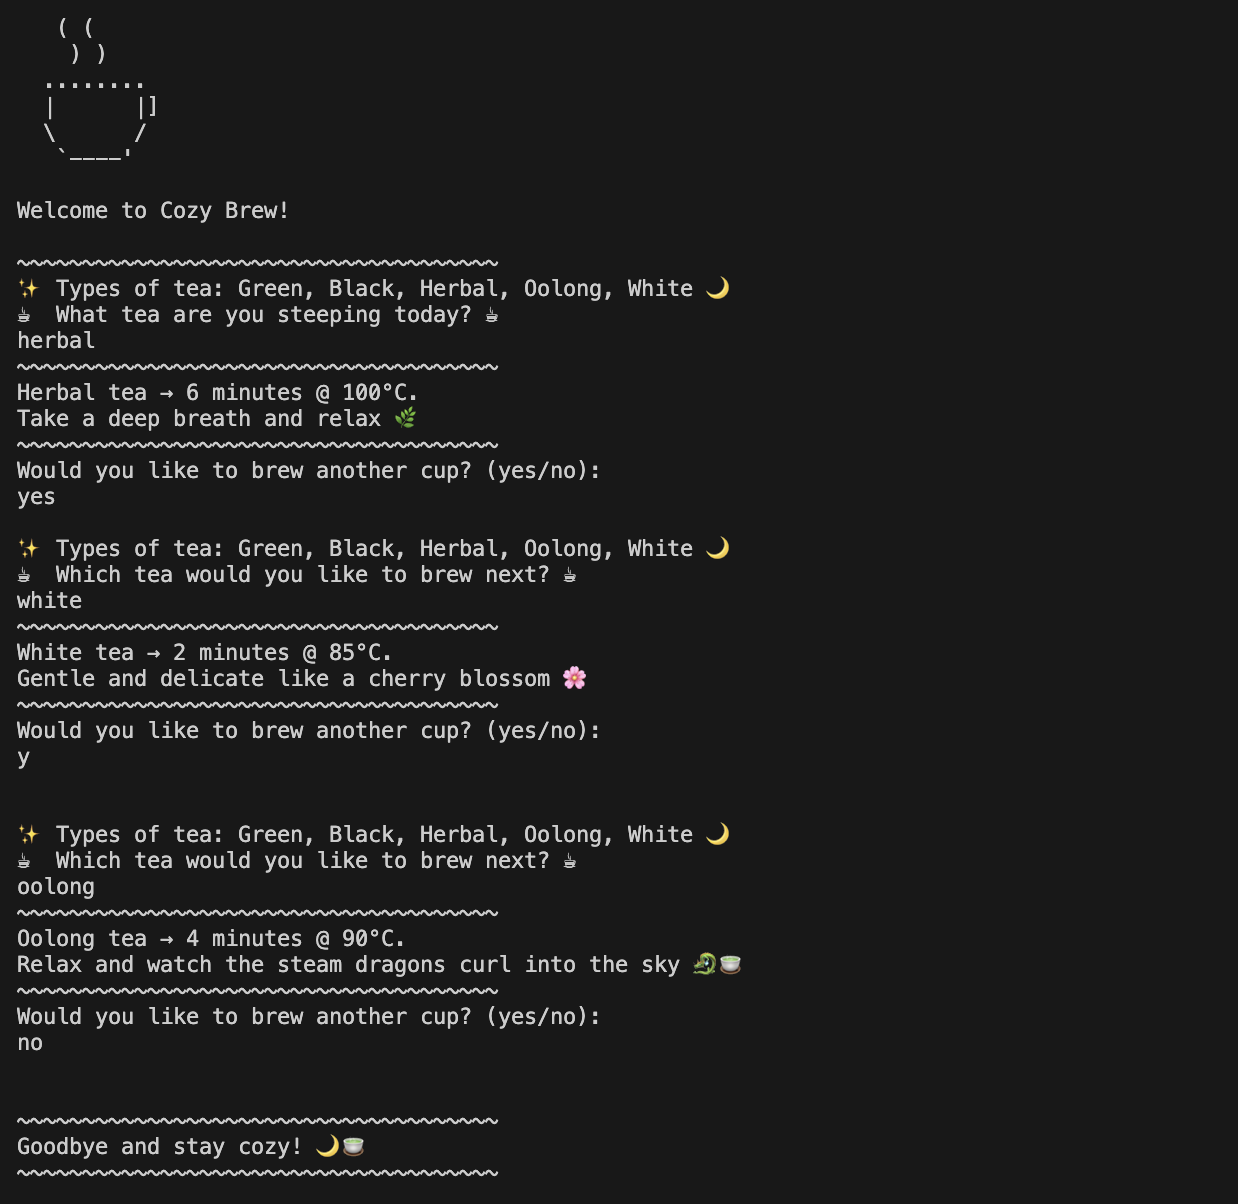 ( (
    ) )
  ........
  |      |]
  \      /
   `----'
Welcome to Cozy Brew!
~~~~~~~~~~~~~~~~~~~~~~~~~~~~~~~~~~~~~
✨ Types of tea: Green, Black, Herbal, Oolong, White 🌙
☕ What tea are you steeping today? ☕
herbal
~~~~~~~~~~~~~~~~~~~~~~~~~~~~~~~~~~~~~
Herbal tea → 6 minutes @ 100°C.
Take a deep breath and relax 🌿
~~~~~~~~~~~~~~~~~~~~~~~~~~~~~~~~~~~~~
Would you like to brew another cup? (yes/no):
yes
✨ Types of tea: Green, Black, Herbal, Oolong, White 🌙
☕ Which tea would you like to brew next? ☕
white
~~~~~~~~~~~~~~~~~~~~~~~~~~~~~~~~~~~~~
White tea → 2 minutes @ 85°C.
Gentle and delicate like a cherry blossom 🌸
~~~~~~~~~~~~~~~~~~~~~~~~~~~~~~~~~~~~~
Would you like to brew another cup? (yes/no):
y
✨ Types of tea: Green, Black, Herbal, Oolong, White 🌙
☕ Which tea would you like to brew next? ☕
oolong
~~~~~~~~~~~~~~~~~~~~~~~~~~~~~~~~~~~~~
Oolong tea → 4 minutes @ 90°C.
Relax and watch the steam dragons curl into the sky 🐉🍵
~~~~~~~~~~~~~~~~~~~~~~~~~~~~~~~~~~~~~
Would you like to brew another cup? (yes/no):
no
~~~~~~~~~~~~~~~~~~~~~~~~~~~~~~~~~~~~~
Goodbye and stay cozy! 🌙🍵
~~~~~~~~~~~~~~~~~~~~~~~~~~~~~~~~~~~~~